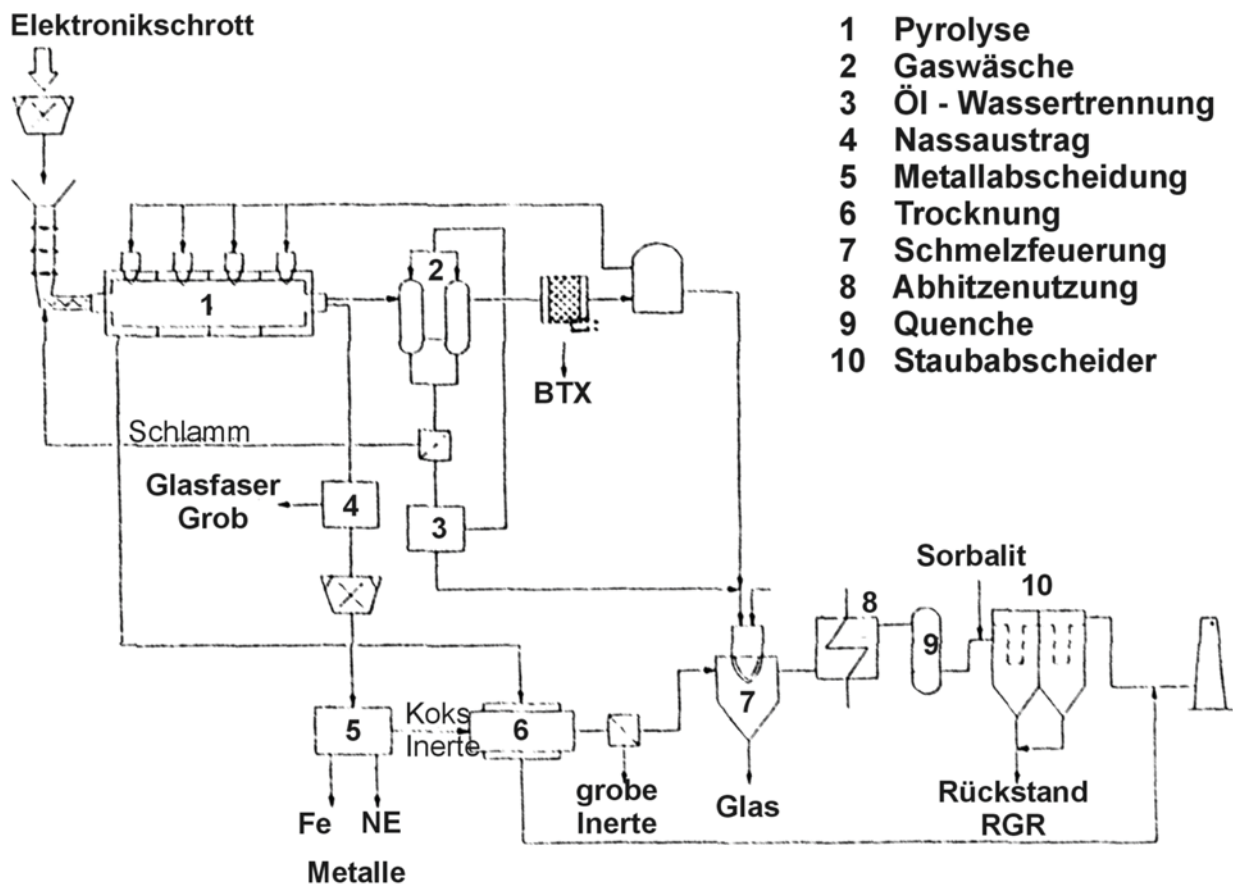 Elektronikschrott
1 Pyrolyse
2 Gaswäsche
3 Öl - Wassertrennung
4 Nassaustrag
5 Metallabscheidung
6 Trocknung
7 Schmelzfeuerung
8 Abhitzenutzung
9 Quenche
10 Staubabscheider
1
2
BTX
Schlamm
Glasfaser
Grob
4
3
Sorbalit
10
8
9
7
5
Koks
Inerte
6
Fe
NE
Metalle
grobe
Inerte
Glas
Rückstand
RGR